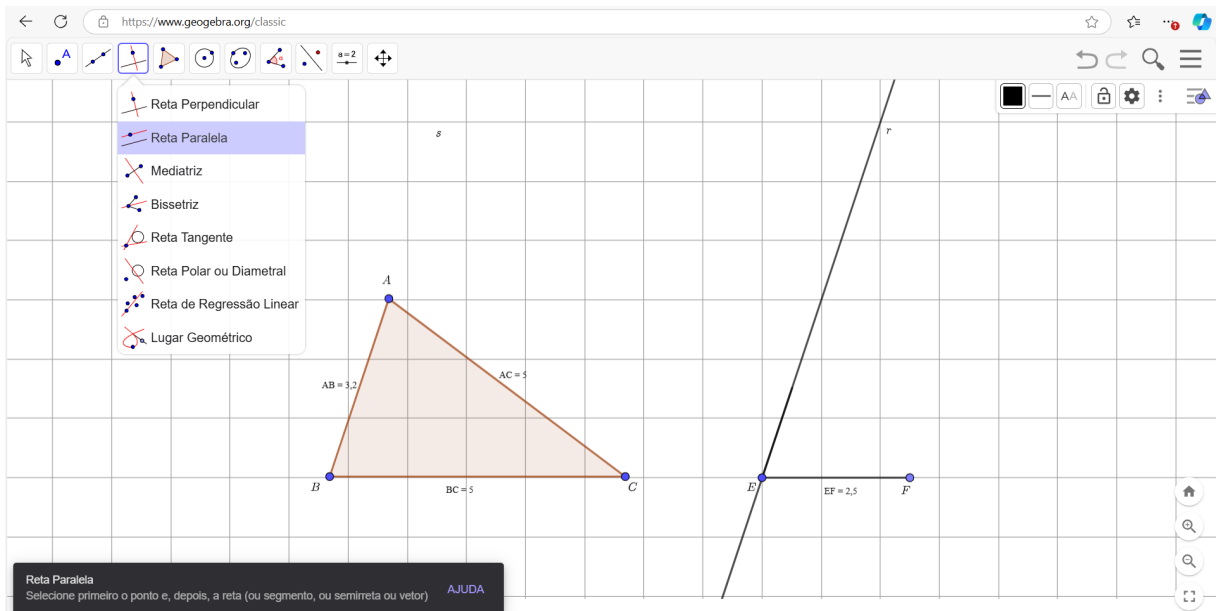 https://www.geogebra.org/classic
A
a=2
Reta Perpendicular
Reta Paralela
Mediatriz
Bissetriz
Reta Tangente
Reta Polar ou Diametral
Reta de Regressão Linear
Lugar Geométrico
AA
s
r
A
AB = 3,2
AC = 5
B
BC = 5
C
E
EF = 2,5
F
Reta Paralela
Selecione primeiro o ponto e, depois, a reta (ou segmento, ou semirreta ou vetor)
AJUDA